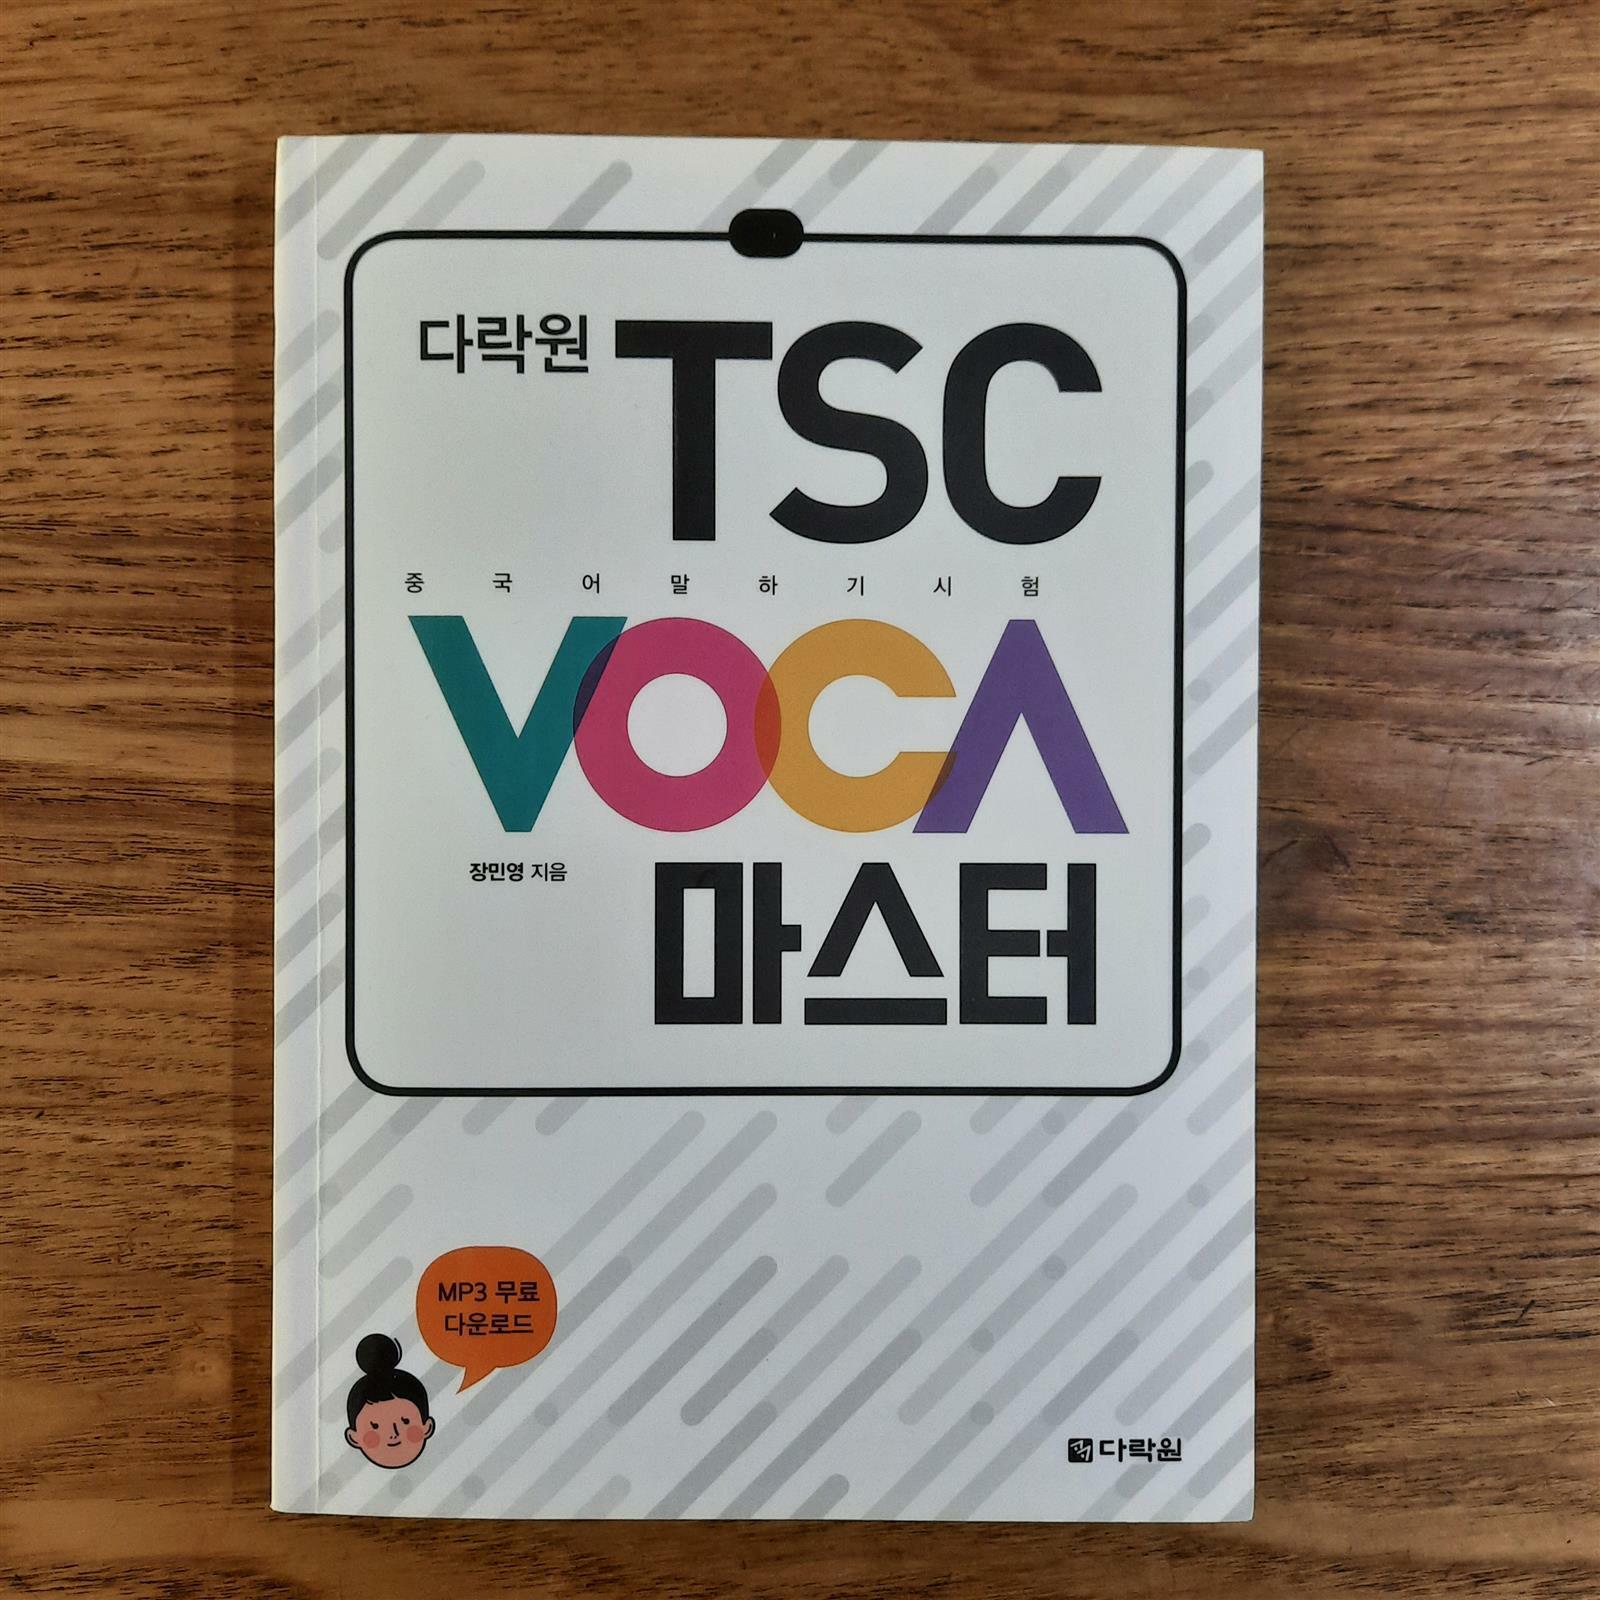 다락원 TSC
중국어말하기시험
VOCA
장민영 지음
마스터
MP3 무료
다운로드
다락원